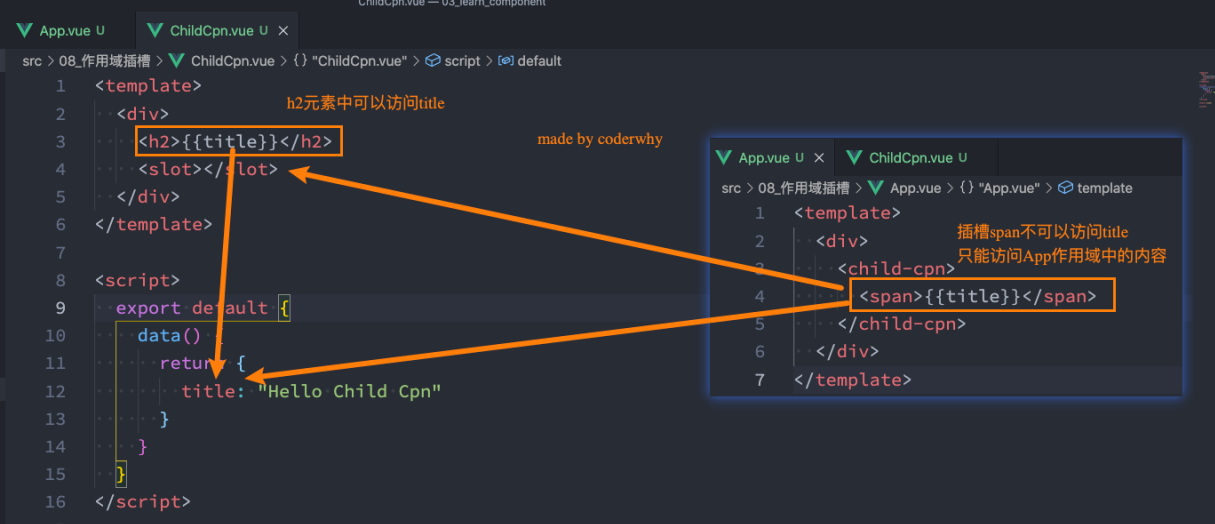 ChildCpn.vue — 03_learn_component
App.vue U ChildCpn.vue U ×
src > 08_作用域插槽 > ChildCpn.vue > {} "ChildCpn.vue" > script > default
1 <template>
2 <div>
3 <h2>{{title}}</h2>
4 <slot></slot>
5 </div>
6 </template>
7
8 <script>
9 export default {
10 data() {
11 return {
12 title: "Hello Child Cpn"
13 }
14 }
15 }
16 </script>
h2元素中可以访问title
made by coderwhy
App.vue U × ChildCpn.vue U
src > 08_作用域插槽 > App.vue > {} "App.vue" > template
1 <template>
2 <div>
3 <child-cpn>
4 <span>{{title}}</span>
5 </child-cpn>
6 </div>
7 </template>
插槽span不可以访问title
只能访问App作用域中的内容